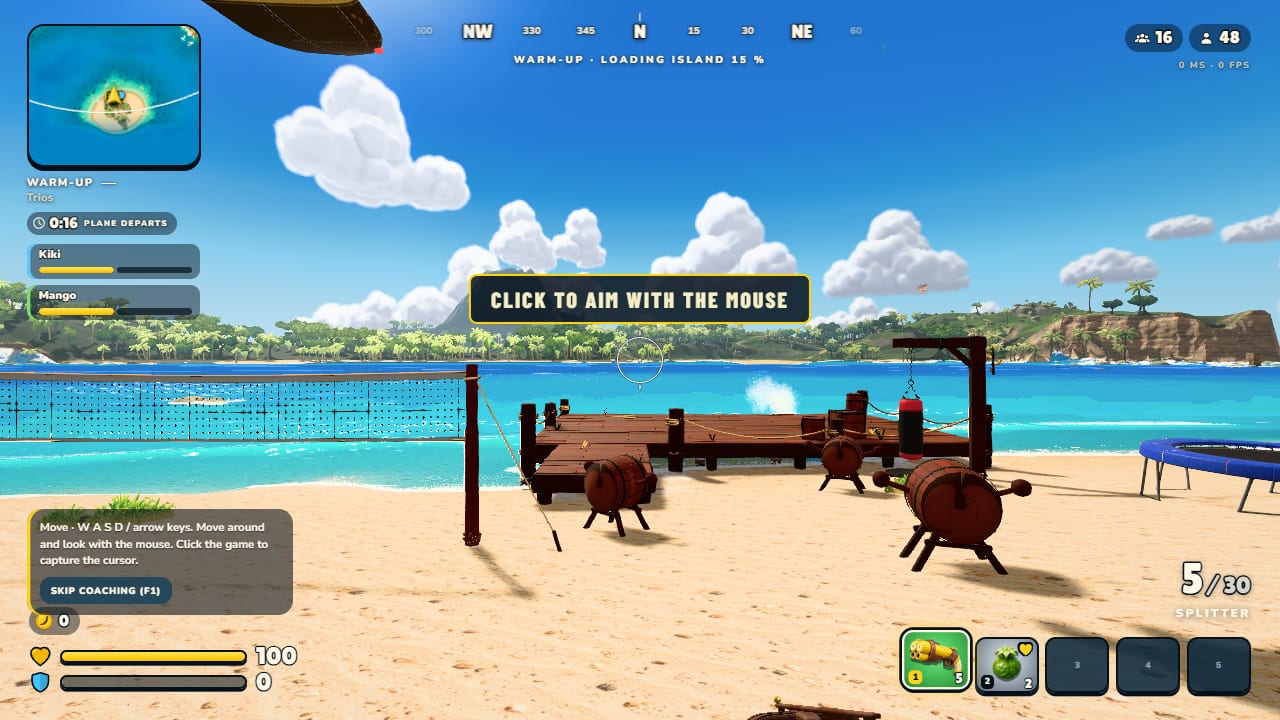 300 NW 330 345 N 15 30 NE 60
WARM-UP · LOADING ISLAND 15 %
16 48
0 MS · 0 FPS
WARM-UP —
Trios
0:16 PLANE DEPARTS
Kiki
Mango
CLICK TO AIM WITH THE MOUSE
Move · W A S D / arrow keys. Move around
and look with the mouse. Click the game to
capture the cursor.
SKIP COACHING (F1)
0
100
0
5/30
SPLITTER
1 5 2 2 3 4 5